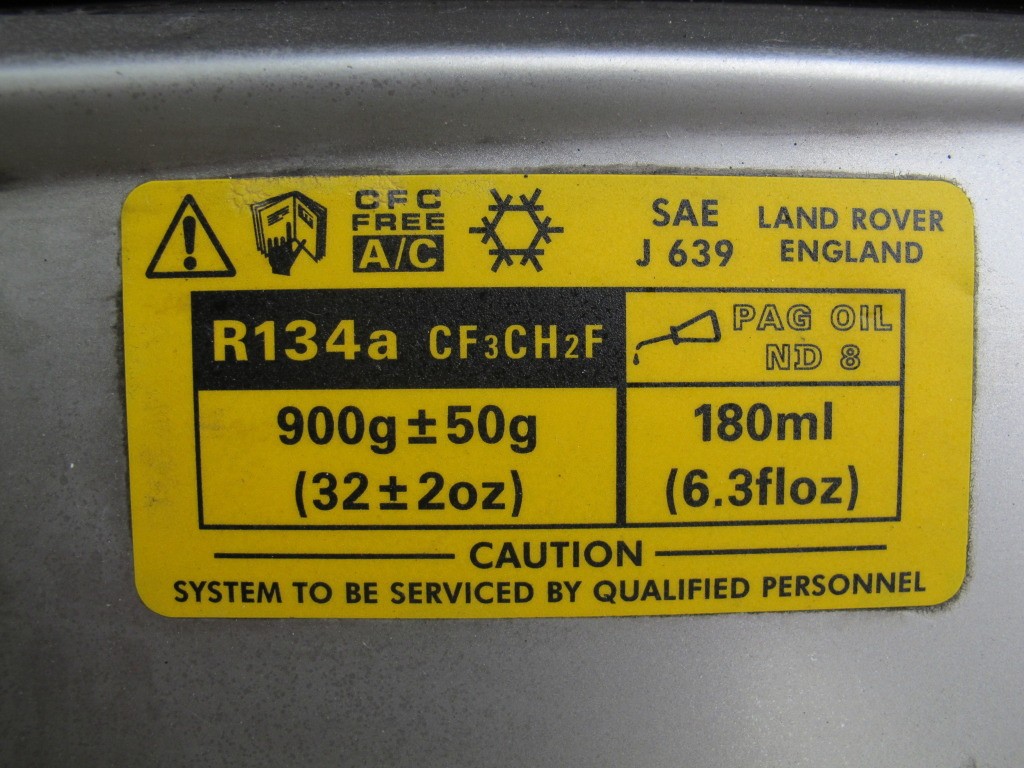 CFC
FREE
A/C
SAE
J 639
LAND ROVER
ENGLAND
R134a CF3CH2F
PAG OIL
ND 8
900g±50g
(32±2oz)
180ml
(6.3floz)
CAUTION
SYSTEM TO BE SERVICED BY QUALIFIED PERSONNEL